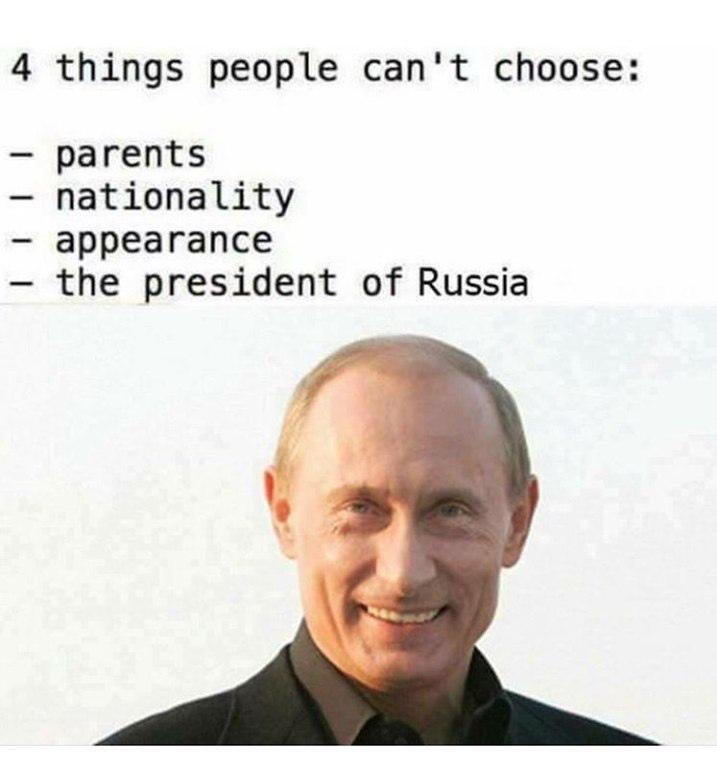 4 things people can't choose:
– parents
– nationality
– appearance
– the president of Russia